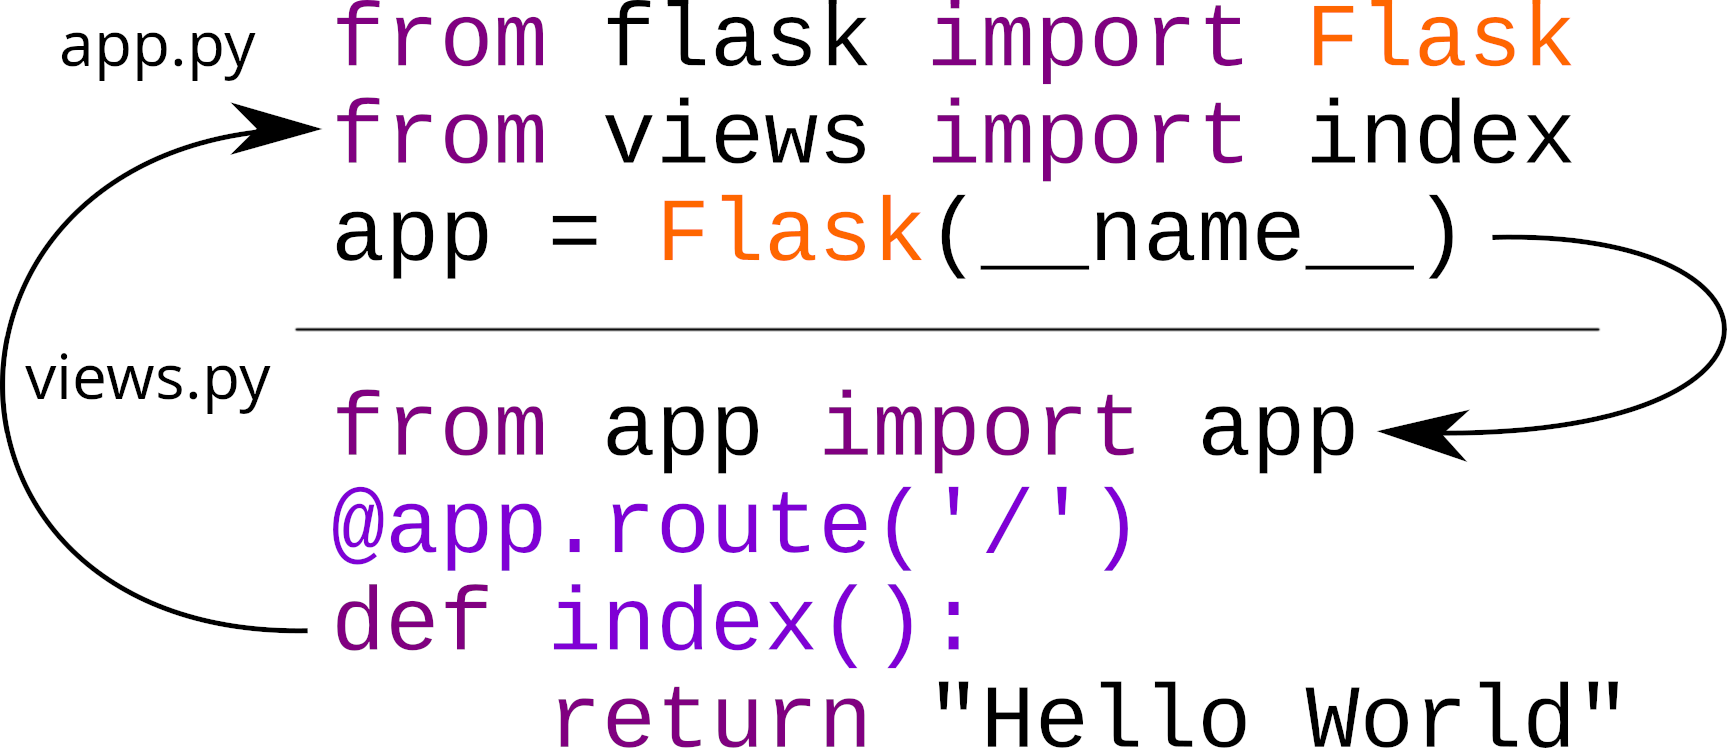 app.py
from flask import Flask
from views import index
app = Flask(__name__)
views.py
from app import app
@app.route('/')
def index():
    return "Hello World"